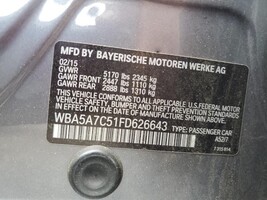 MFD BY BAYERISCHE MOTOREN WERKE AG
02/15
GVWR 5170 lbs 2345 kg
GAWR FRONT 2447 lbs 1110 kg
GAWR REAR 2888 lbs 1310 kg
THIS VEHICLE CONFORMS TO ALL APPLICABLE U.S. FEDERAL MOTOR
VEHICLE SAFETY, BUMPER AND THEFT PREVENTION STANDARDS
IN EFFECT ON THE DATE OF MANUFACTURE SHOWN ABOVE.
WBA5A7C51FD626643
TYPE: PASSENGER CAR
A52/7